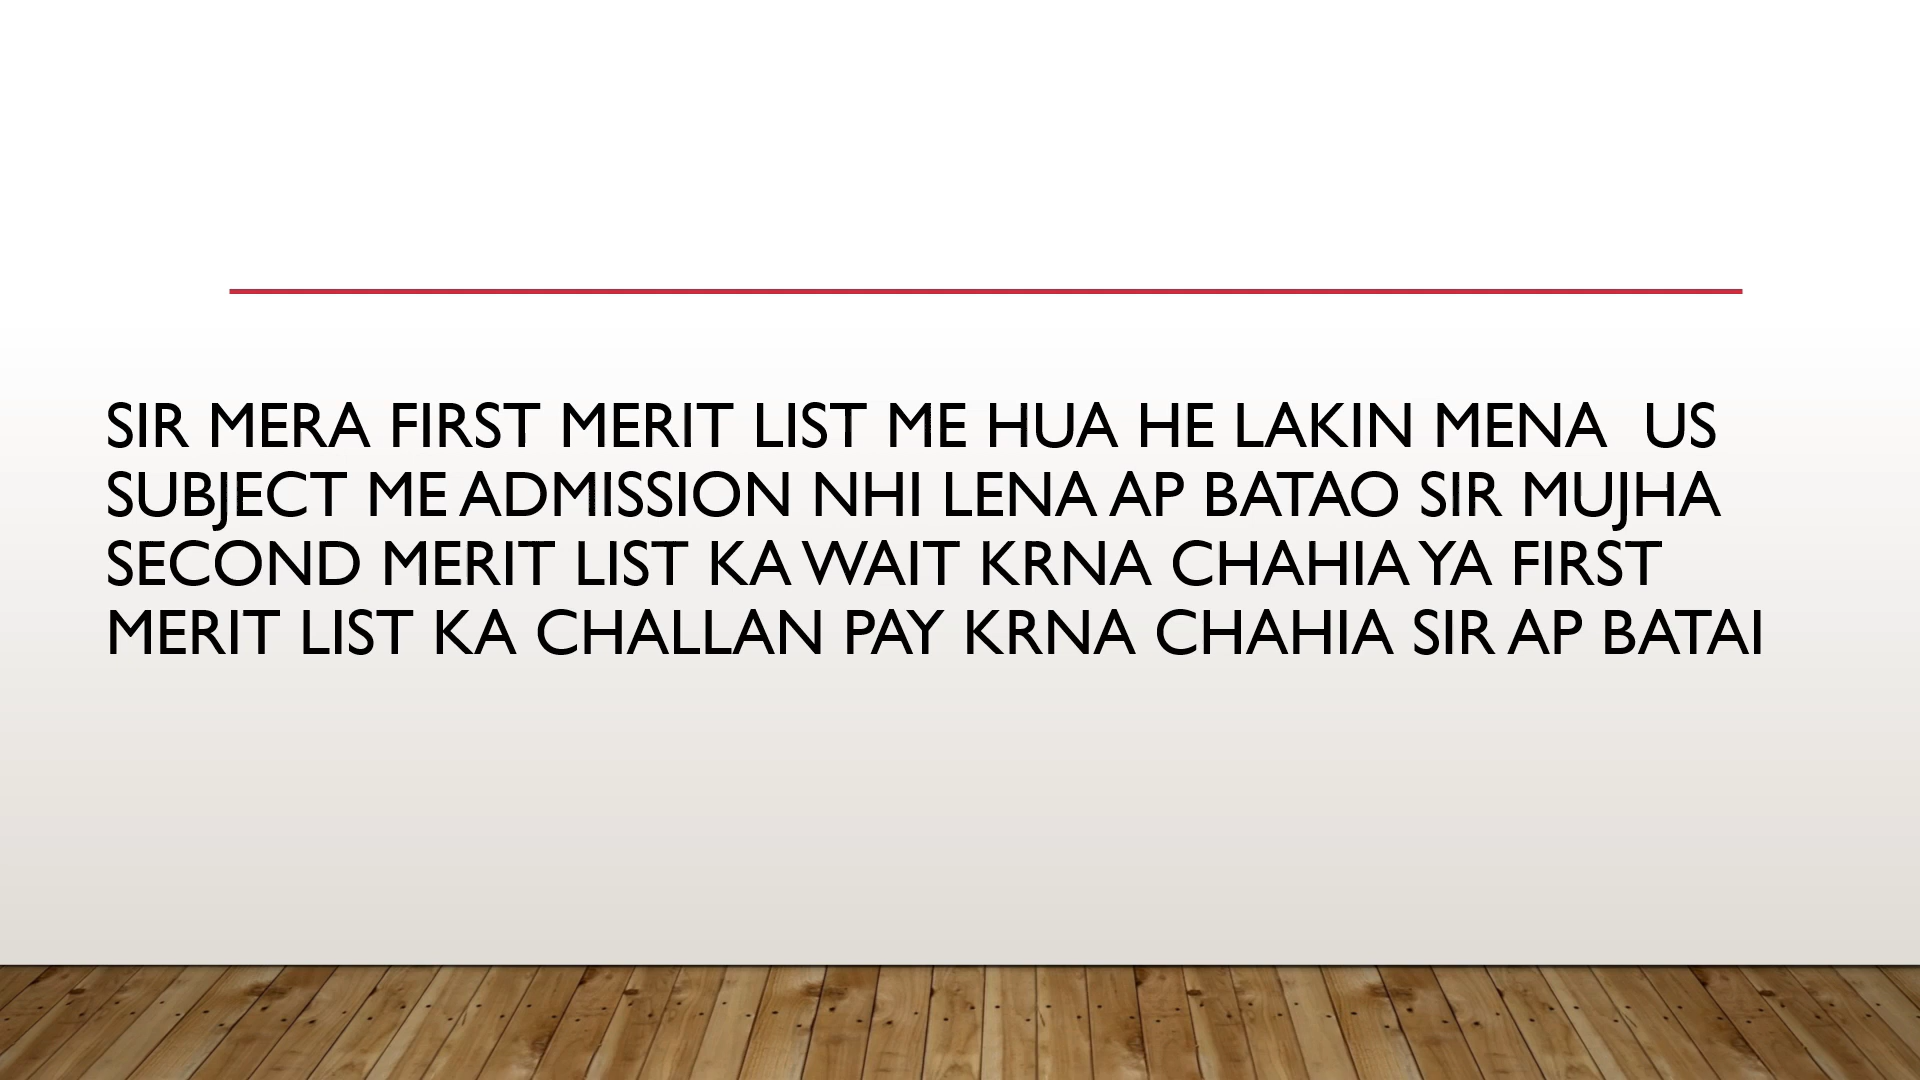 SIR MERA FIRST MERIT LIST ME HUA HE LAKIN MENA  US
SUBJECT ME ADMISSION NHI LENA AP BATAO SIR MUJHA
SECOND MERIT LIST KA WAIT KRNA CHAHIA YA FIRST
MERIT LIST KA CHALLAN PAY KRNA CHAHIA SIR AP BATAI